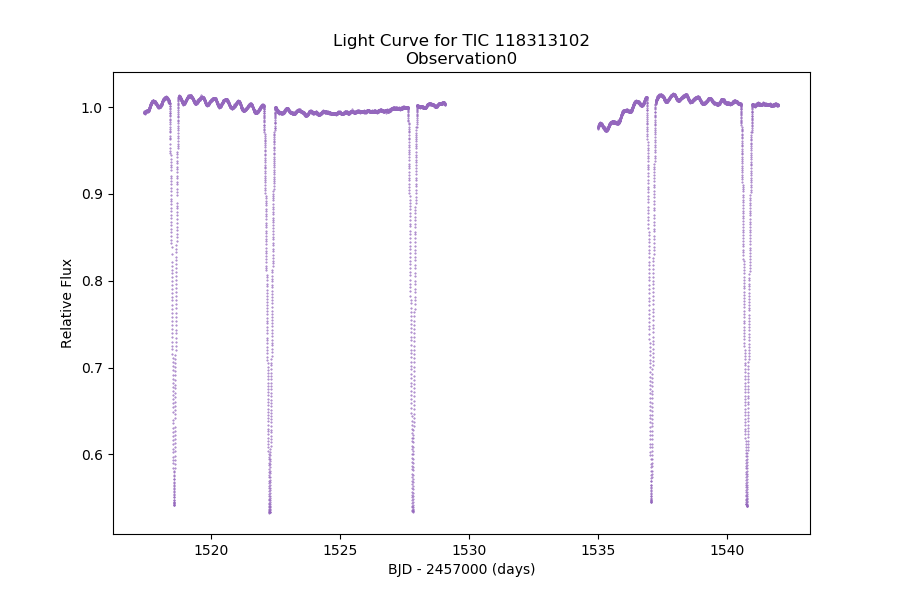 Light Curve for TIC 118313102
Observation0
1.0
0.9
0.8
0.7
0.6
Relative Flux
1520
1525
1530
1535
1540
BJD - 2457000 (days)